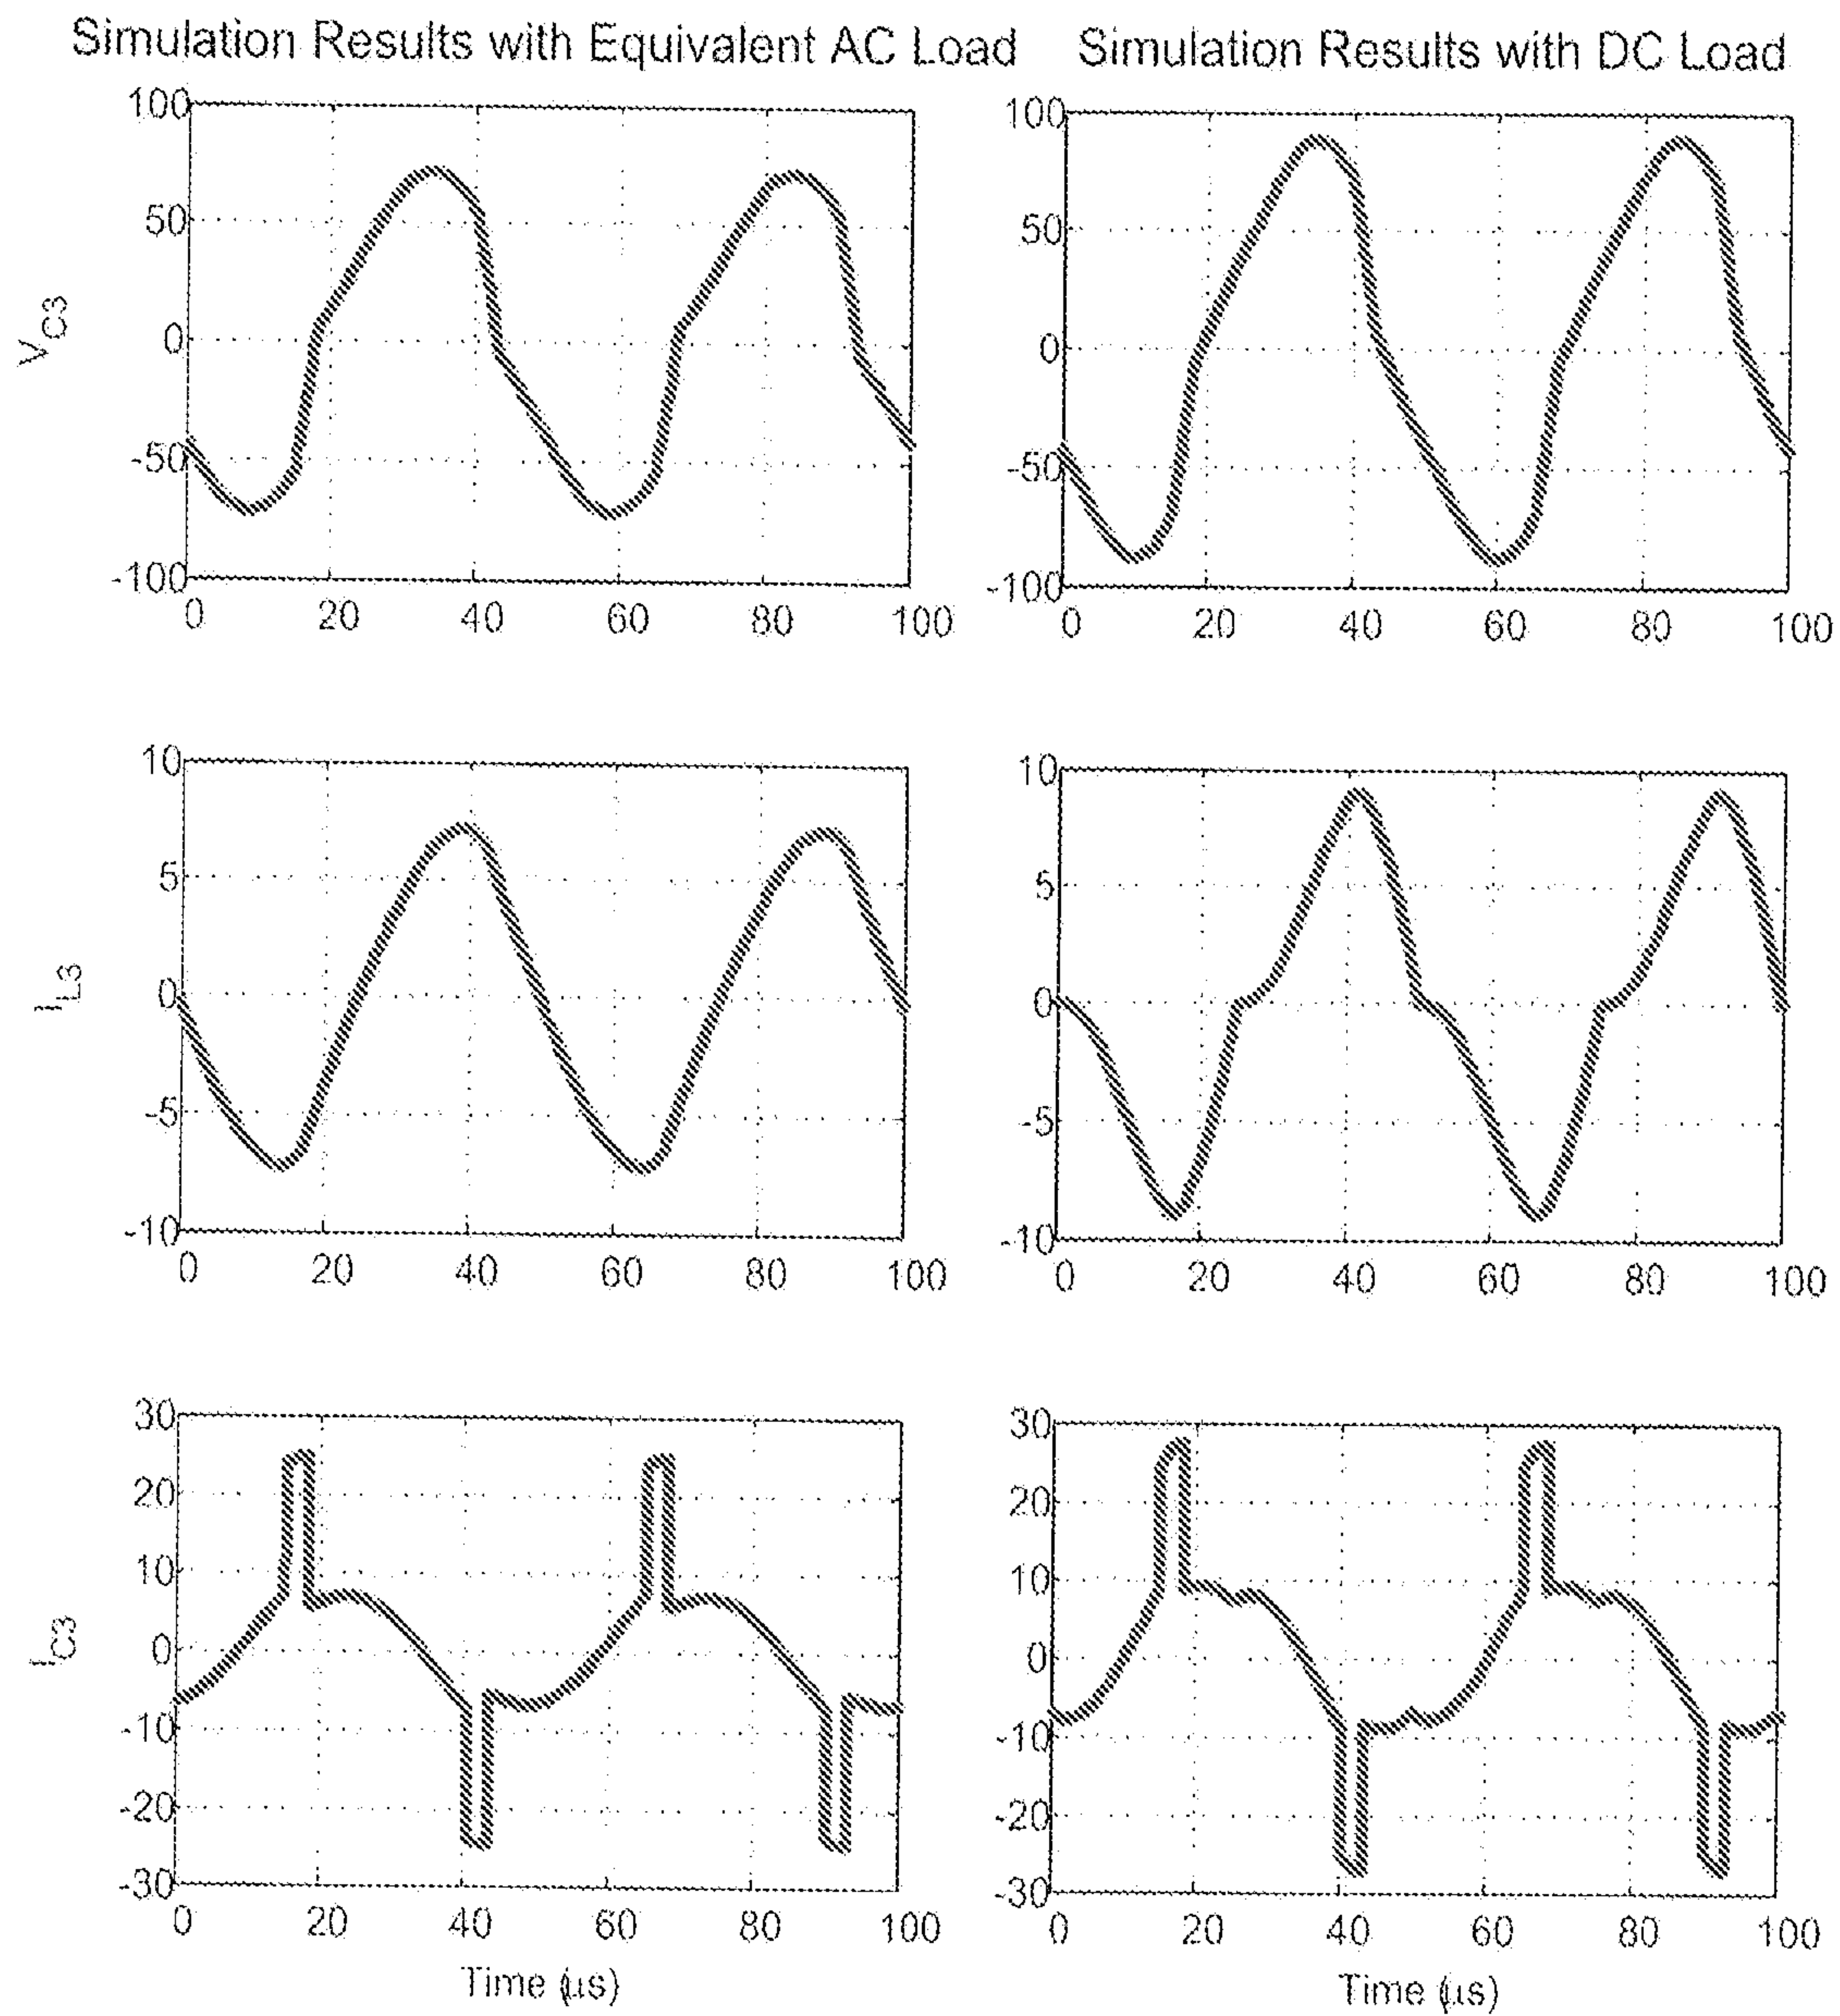 Simulation Results with Equivalent AC Load
Simulation Results with DC Load
V_C3
100
50
0
-50
-100
0 20 40 60 80 100
100
50
0
-50
-100
0 20 40 60 80 100
I_L3
10
5
0
-5
-10
0 20 40 60 80 100
10
5
0
-5
-10
0 20 40 60 80 100
I_C3
30
20
10
0
-10
-20
-30
0 20 40 60 80 100
Time (µs)
30
20
10
0
-10
-20
-30
0 20 40 60 80 100
Time (µs)